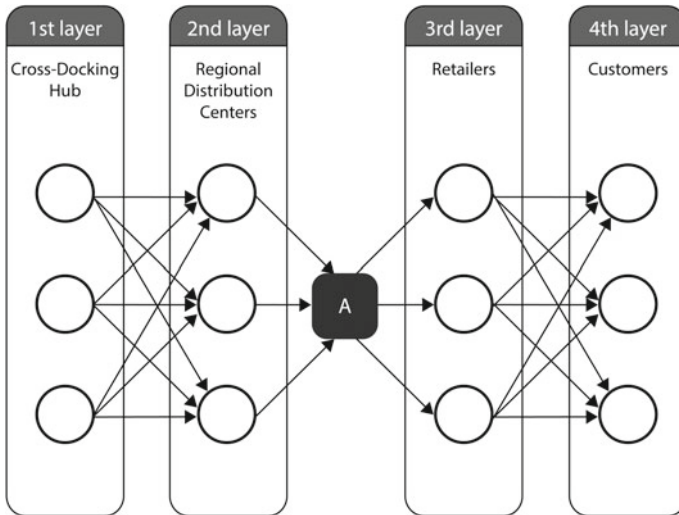 1st layer
Cross-Docking
Hub
2nd layer
Regional
Distribution
Centers
A
3rd layer
Retailers
4th layer
Customers